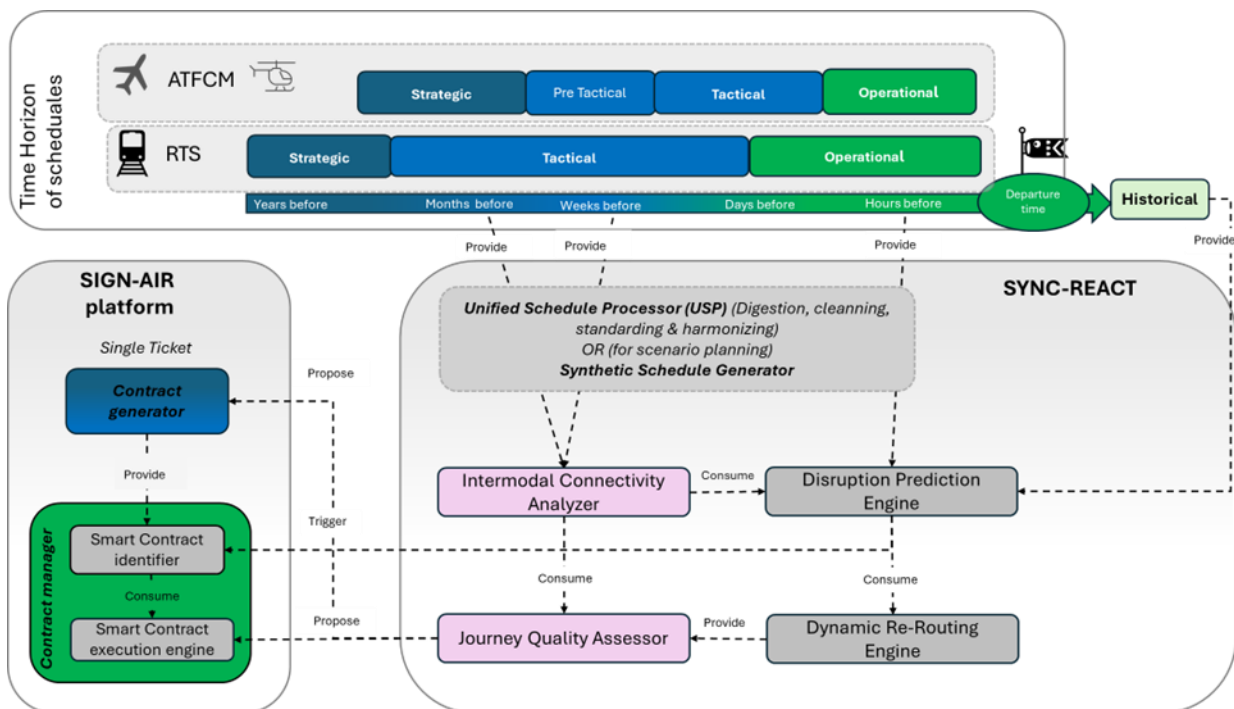 Time Horizon
of scheduales
ATFCM
Strategic
Pre Tactical
Tactical
Operational
RTS
Strategic
Tactical
Operational
Years before
Months before
Weeks before
Days before
Hours before
Departure
time
Historical
Provide
Provide
Provide
Provide
SIGN-AIR
platform
Single Ticket
Contract
generator
Provide
Contract manager
Smart Contract
identifier
Consume
Smart Contract
execution engine
Propose
Trigger
Propose
SYNC-REACT
Unified Schedule Processor (USP) (Digestion, cleanning,
standarding & harmonizing)
OR (for scenario planning)
Synthetic Schedule Generator
Intermodal Connectivity
Analyzer
Consume
Disruption Prediction
Engine
Consume
Consume
Journey Quality Assessor
Provide
Dynamic Re-Routing
Engine